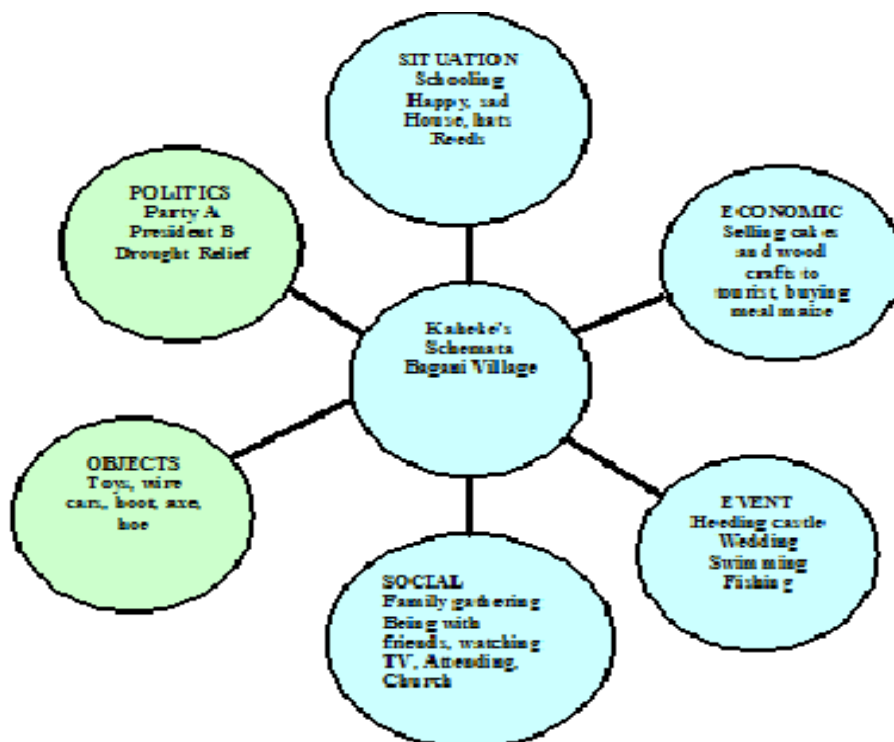 SITUATION
Schooling
Happy, sad
House, hats
Reeds
POLITICS
Party A
President B
Drought Relief
ECONOMIC
Selling cakes
and wood
crafts to
tourist, buying
meal maize
Kaheke's
Schemata
Bagani Village
OBJECTS
Toys, wire
cars, boot, axe,
hoe
EVENT
Heeding castle
Wedding
Swimming
Fishing
SOCIAL
Family gathering
Being with
friends, watching
TV, Attending,
Church